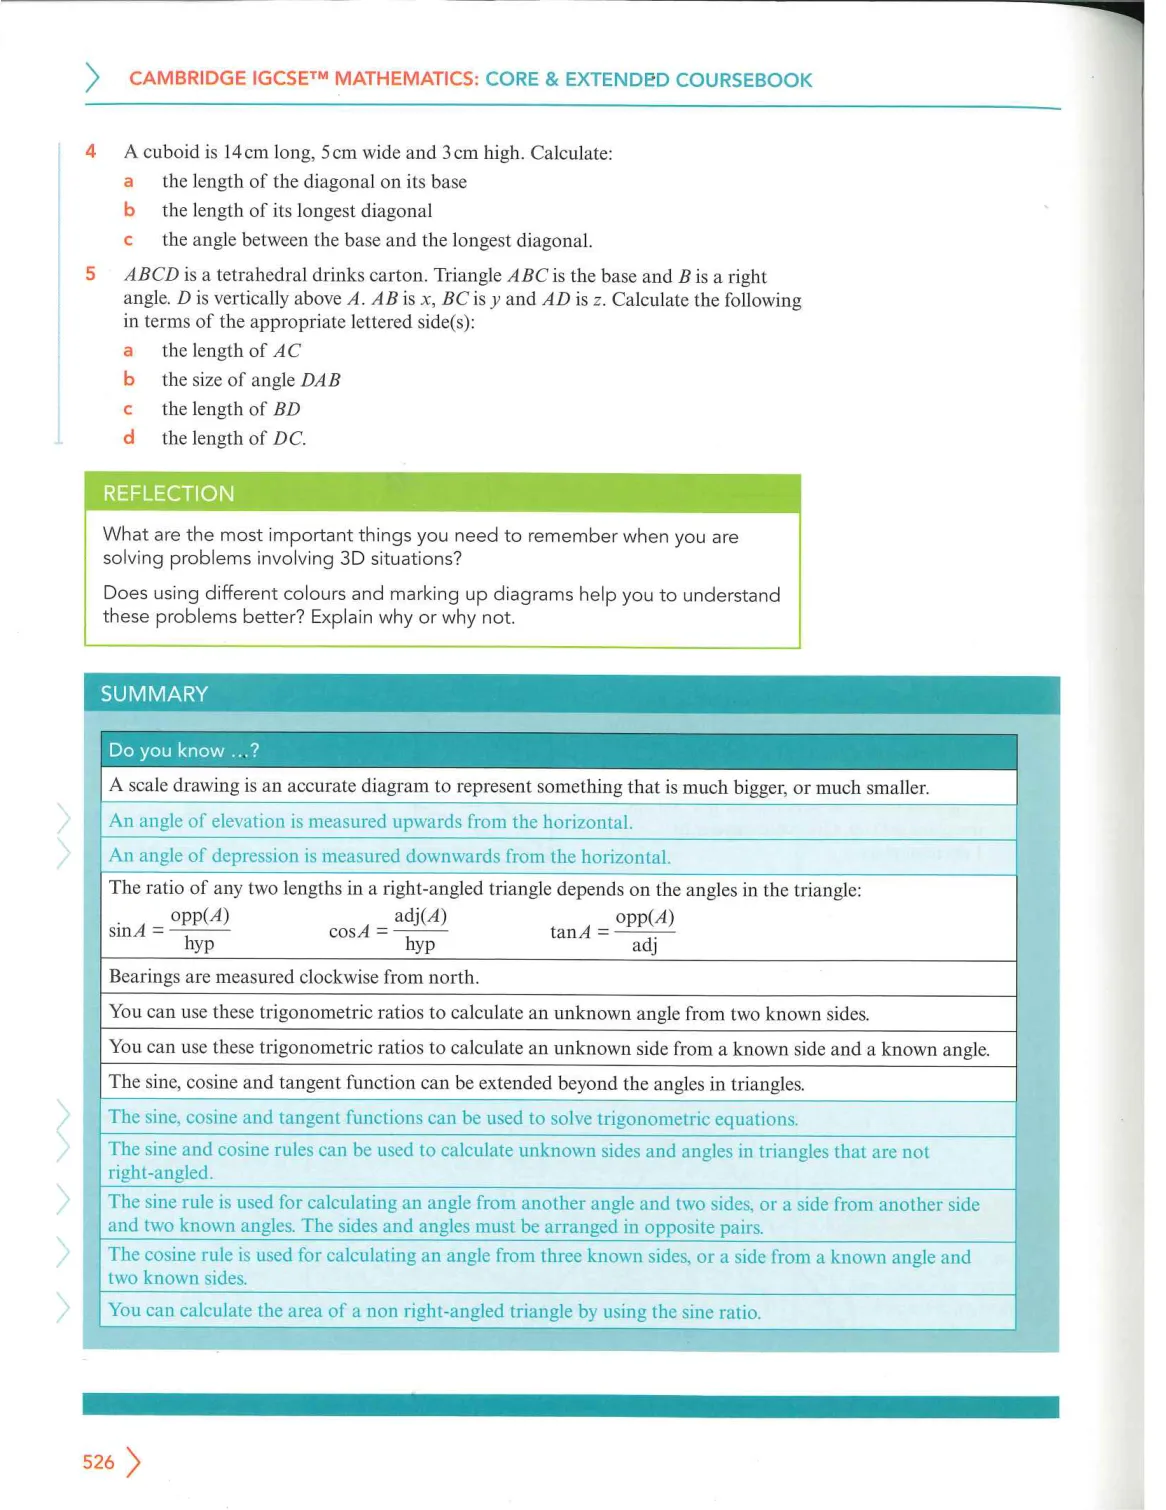 CAMBRIDGE IGCSE™ MATHEMATICS: CORE & EXTENDED COURSEBOOK
4 A cuboid is 14 cm long, 5 cm wide and 3 cm high. Calculate:
a the length of the diagonal on its base
b the length of its longest diagonal
c the angle between the base and the longest diagonal.
5 ABCD is a tetrahedral drinks carton. Triangle ABC is the base and B is a right
angle. D is vertically above A. AB is x, BC is y and AD is z. Calculate the following
in terms of the appropriate lettered side(s):
a the length of AC
b the size of angle DAB
c the length of BD
d the length of DC.
REFLECTION
What are the most important things you need to remember when you are
solving problems involving 3D situations?
Does using different colours and marking up diagrams help you to understand
these problems better? Explain why or why not.
SUMMARY
Do you know ...?
A scale drawing is an accurate diagram to represent something that is much bigger, or much smaller.
An angle of elevation is measured upwards from the horizontal.
An angle of depression is measured downwards from the horizontal.
The ratio of any two lengths in a right-angled triangle depends on the angles in the triangle:
sin A = opp(A)/hyp cos A = adj(A)/hyp tan A = opp(A)/adj
Bearings are measured clockwise from north.
You can use these trigonometric ratios to calculate an unknown angle from two known sides.
You can use these trigonometric ratios to calculate an unknown side from a known side and a known angle.
The sine, cosine and tangent function can be extended beyond the angles in triangles.
The sine, cosine and tangent functions can be used to solve trigonometric equations.
The sine and cosine rules can be used to calculate unknown sides and angles in triangles that are not
right-angled.
The sine rule is used for calculating an angle from another angle and two sides, or a side from another side
and two known angles. The sides and angles must be arranged in opposite pairs.
The cosine rule is used for calculating an angle from three known sides, or a side from a known angle and
two known sides.
You can calculate the area of a non right-angled triangle by using the sine ratio.
526